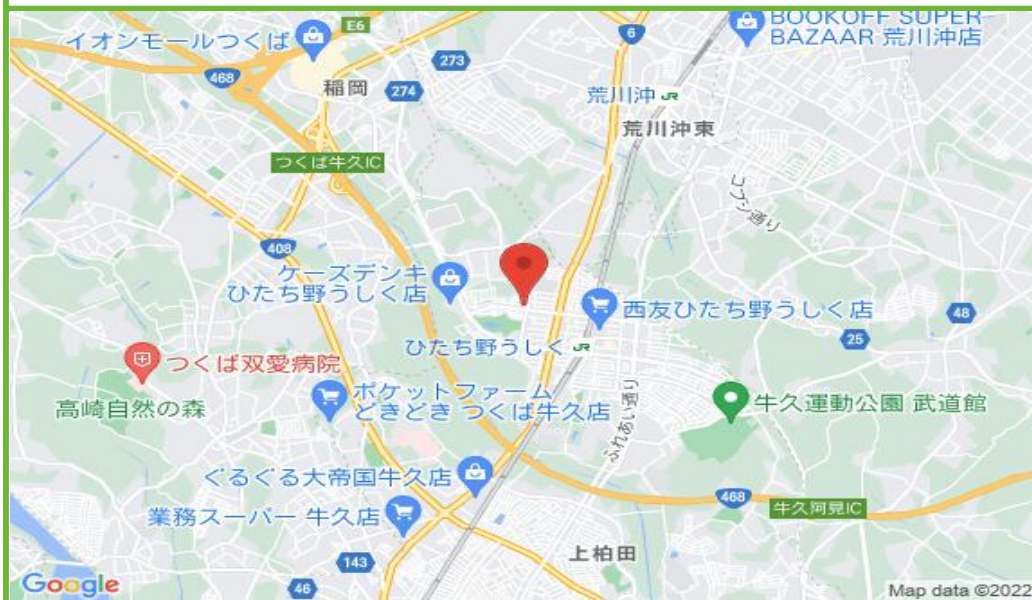 BOOKOFF SUPER
BAZAAR 荒川沖店
E6
6
イオンモールつくば
273
468
稲岡
274
荒川沖 JR
荒川沖東
つくば牛久IC
コブシ通り
408
ケーズデンキ
ひたち野うしく店
西友ひたち野うしく店
48
25
ひたち野うしく JR
つくば双愛病院
ポケットファーム
どきどき つくば牛久店
高崎自然の森
牛久運動公園 武道館
ふれあい通り
ぐるぐる大帝国牛久店
468
牛久阿見IC
業務スーパー 牛久店
上柏田
143
46
Google
Map data ©2022